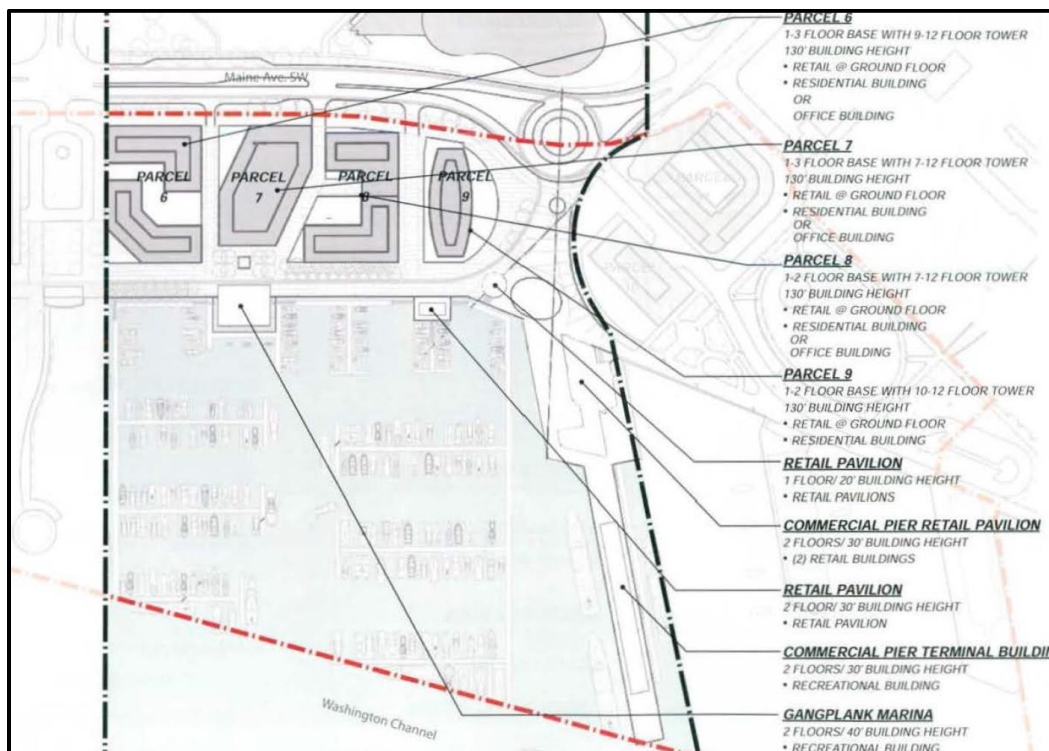 PARCEL 6
1-3 FLOOR BASE WITH 9-12 FLOOR TOWER
130' BUILDING HEIGHT
• RETAIL @ GROUND FLOOR
• RESIDENTIAL BUILDING
OR
OFFICE BUILDING
PARCEL 7
1-3 FLOOR BASE WITH 7-12 FLOOR TOWER
130' BUILDING HEIGHT
• RETAIL @ GROUND FLOOR
• RESIDENTIAL BUILDING
OR
OFFICE BUILDING
PARCEL 8
1-2 FLOOR BASE WITH 7-12 FLOOR TOWER
130' BUILDING HEIGHT
• RETAIL @ GROUND FLOOR
• RESIDENTIAL BUILDING
OR
OFFICE BUILDING
PARCEL 9
1-2 FLOOR BASE WITH 10-12 FLOOR TOWER
130' BUILDING HEIGHT
• RETAIL @ GROUND FLOOR
• RESIDENTIAL BUILDING
RETAIL PAVILION
1 FLOOR/ 20' BUILDING HEIGHT
• RETAIL PAVILIONS
COMMERCIAL PIER RETAIL PAVILION
2 FLOORS/ 30' BUILDING HEIGHT
• (2) RETAIL BUILDINGS
RETAIL PAVILION
2 FLOOR/ 30' BUILDING HEIGHT
• RETAIL PAVILION
COMMERCIAL PIER TERMINAL BUILDIN
2 FLOORS/ 30' BUILDING HEIGHT
• RECREATIONAL BUILDING
GANGPLANK MARINA
2 FLOORS/ 40' BUILDING HEIGHT
• RECREATIONAL BUILDING
Maine Ave. SW
PARCEL
6
PARCEL
7
PARCEL
8
PARCEL
9
PARCEL
PARCEL
Washington Channel